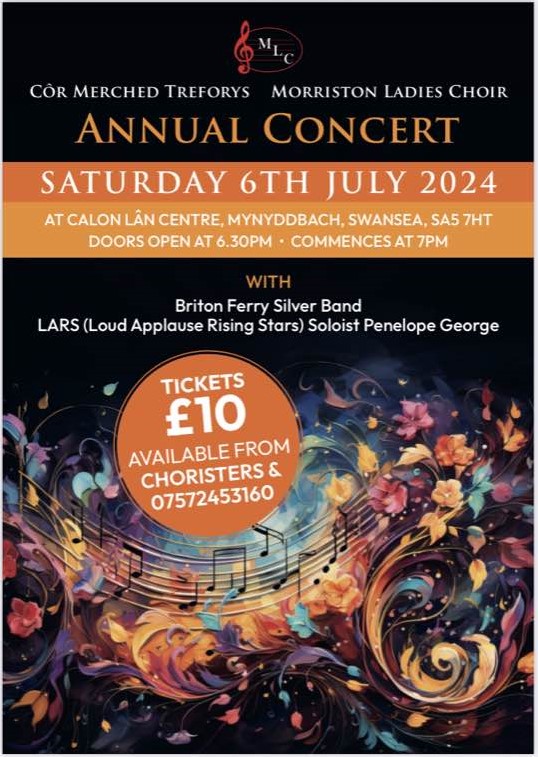 MLC
CÔR MERCHED TREFORYS MORRISTON LADIES CHOIR
ANNUAL CONCERT
SATURDAY 6TH JULY 2024
AT CALON LÂN CENTRE, MYNYDDBACH, SWANSEA, SA5 7HT
DOORS OPEN AT 6.30PM · COMMENCES AT 7PM
WITH
Briton Ferry Silver Band
LARS (Loud Applause Rising Stars) Soloist Penelope George
TICKETS
£10
AVAILABLE FROM
CHORISTERS &
07572453160